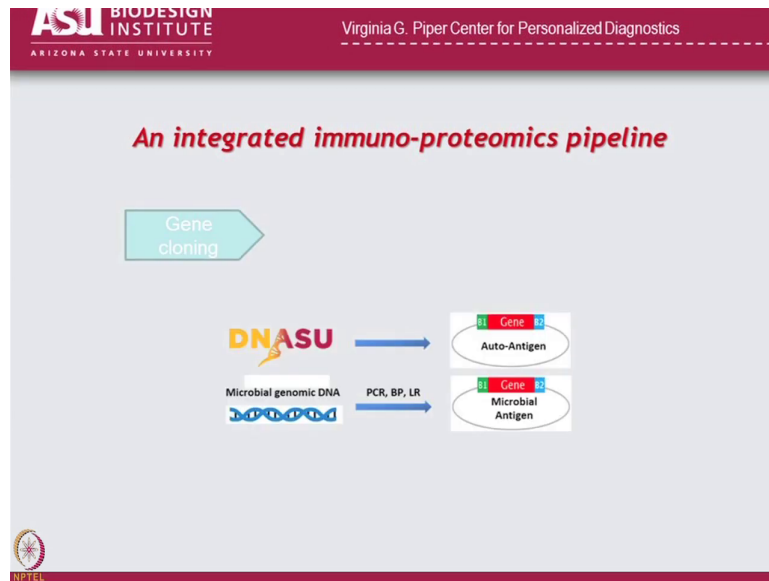 ASU BIODESIGN
INSTITUTE
ARIZONA STATE UNIVERSITY
Virginia G. Piper Center for Personalized Diagnostics
An integrated immuno-proteomics pipeline
Gene
cloning
DNASU
B1 Gene B2
Auto-Antigen
Microbial genomic DNA
PCR, BP, LR
B1 Gene B2
Microbial
Antigen
NPTEL